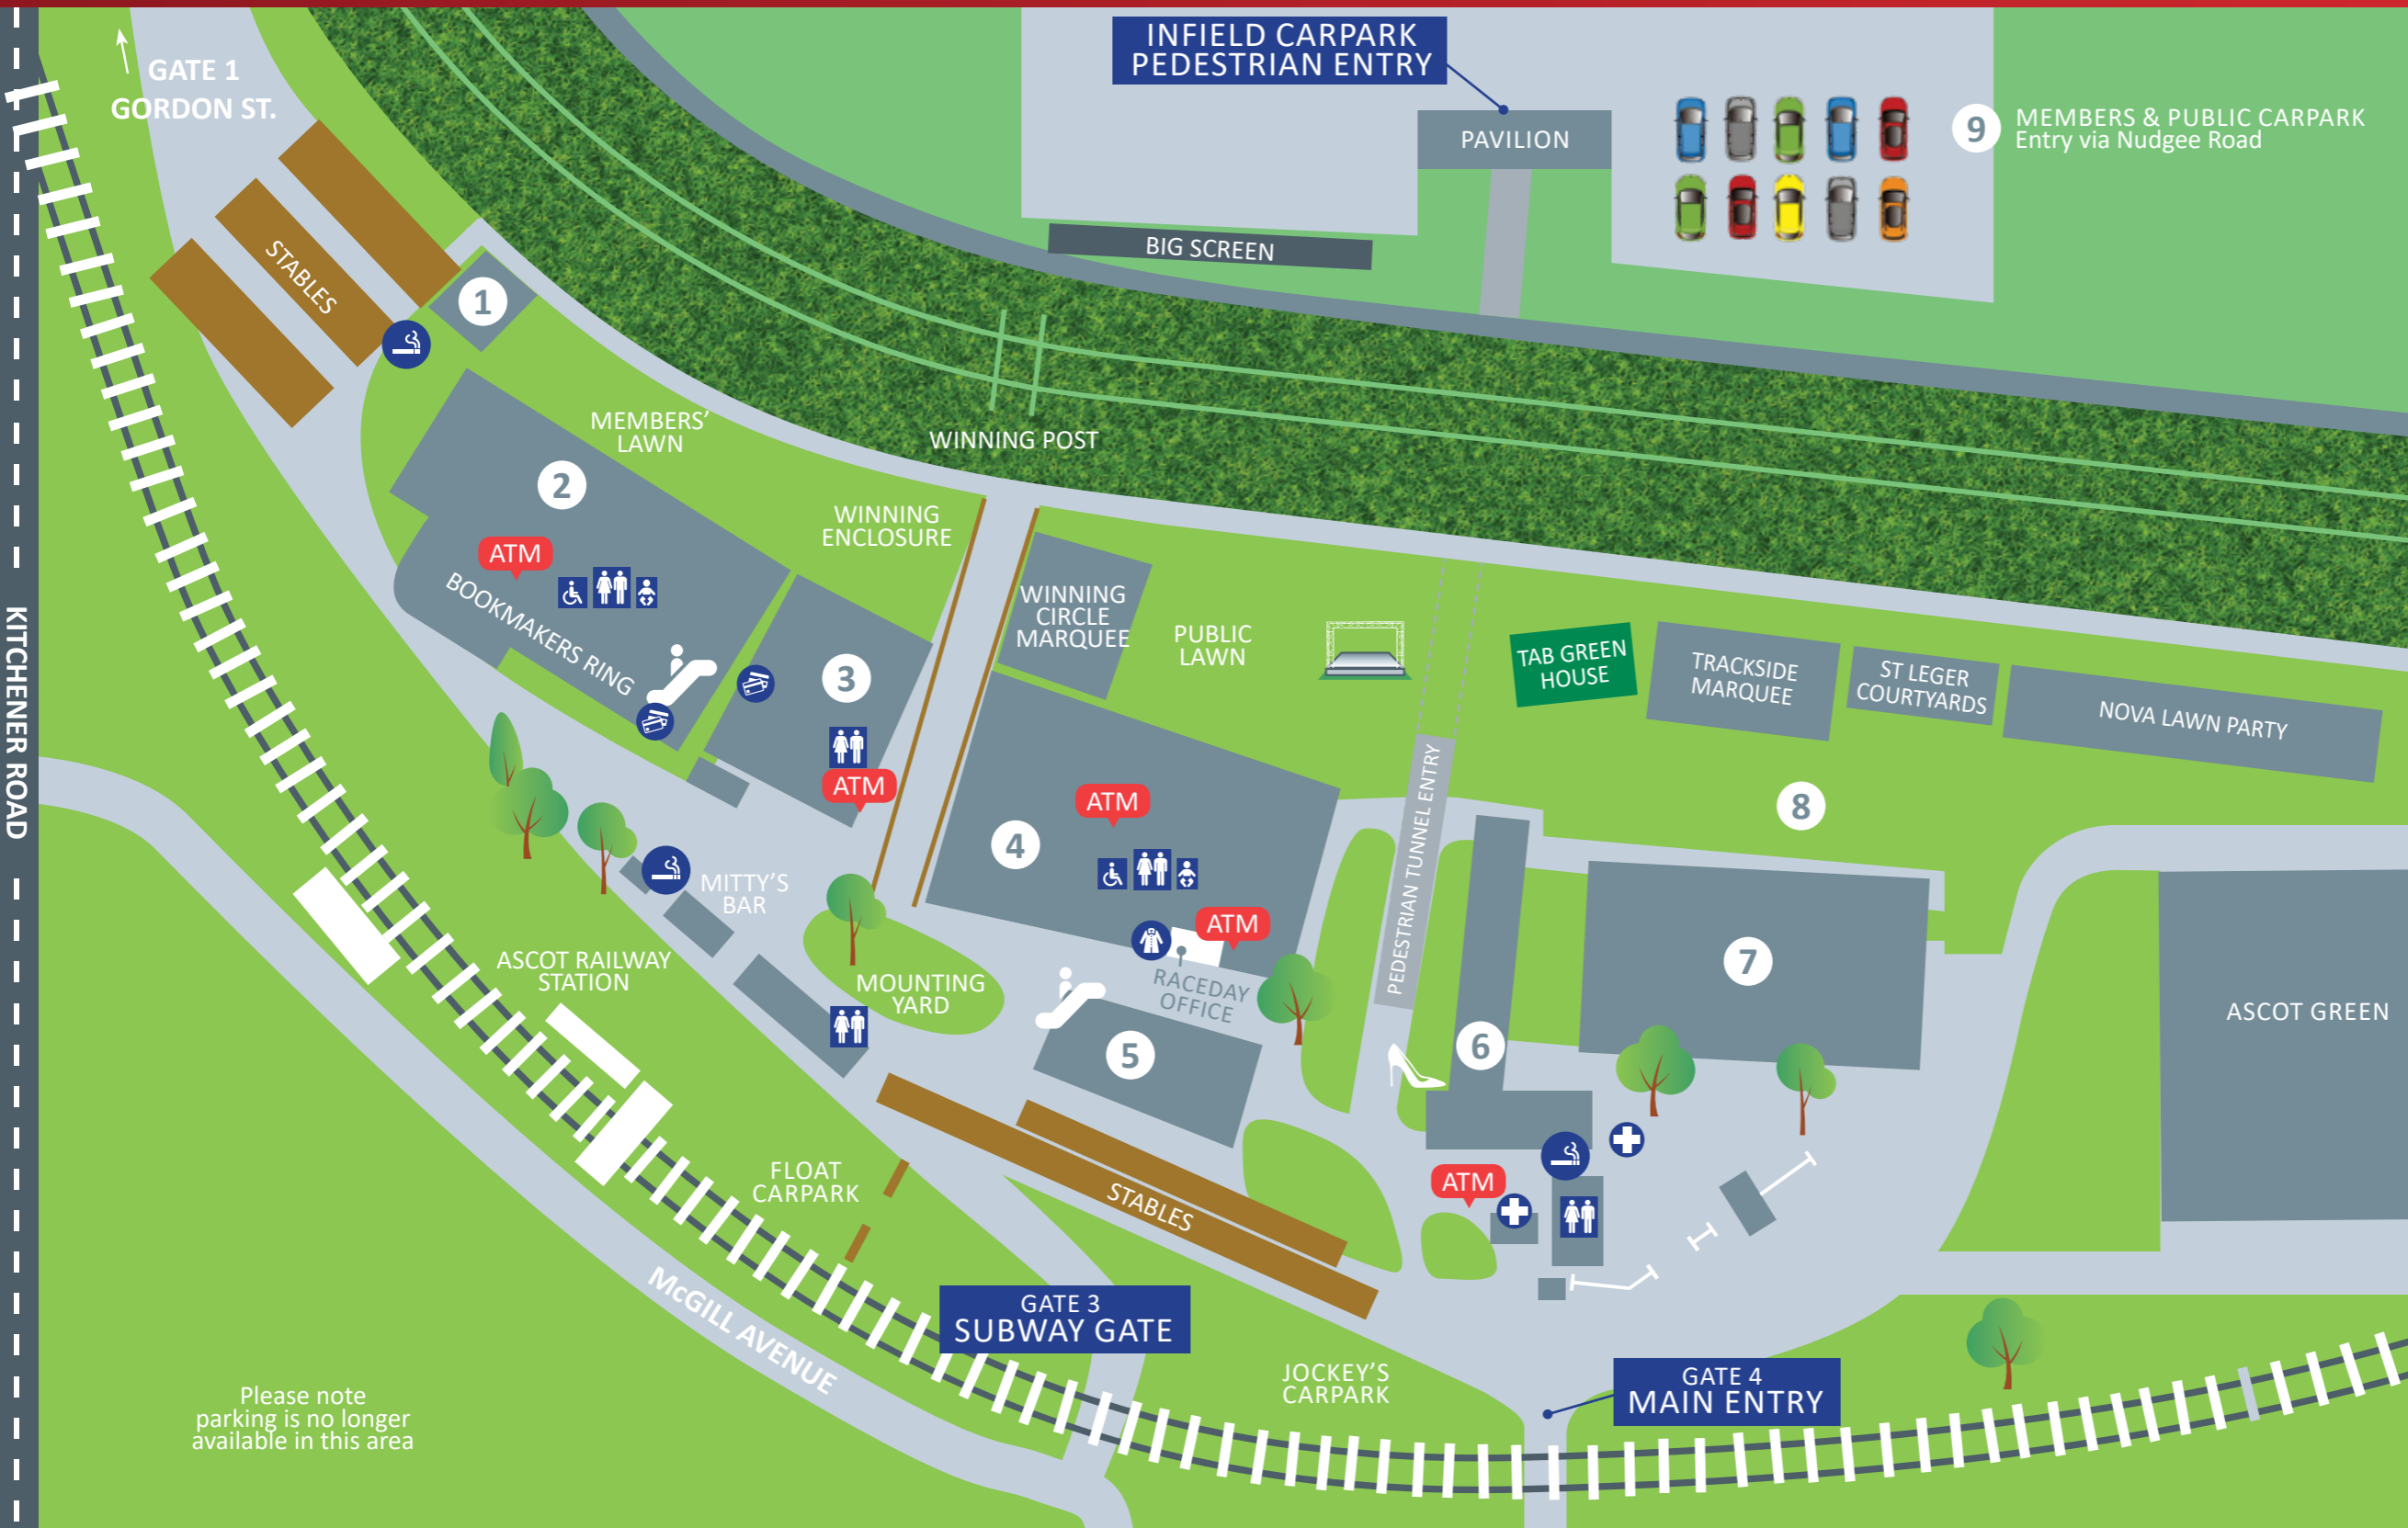 INFIELD CARPARK
PEDESTRIAN ENTRY
GATE 1
GORDON ST.
PAVILION
9
MEMBERS & PUBLIC CARPARK
Entry via Nudgee Road
BIG SCREEN
STABLES
1
MEMBERS'
LAWN
WINNING POST
2
WINNING
ENCLOSURE
ATM
BOOKMAKERS RING
WINNING
CIRCLE
MARQUEE
PUBLIC
LAWN
TAB GREEN
HOUSE
TRACKSIDE
MARQUEE
ST LEGER
COURTYARDS
NOVA LAWN PARTY
3
ATM
KITCHENER ROAD
ATM
4
8
PEDESTRIAN TUNNEL ENTRY
MITTY'S
BAR
ATM
ASCOT RAILWAY
STATION
MOUNTING
YARD
RACEDAY
OFFICE
7
ASCOT GREEN
5
6
FLOAT
CARPARK
STABLES
ATM
GATE 3
SUBWAY GATE
McGILL AVENUE
JOCKEY'S
CARPARK
GATE 4
MAIN ENTRY
Please note
parking is no longer
available in this area